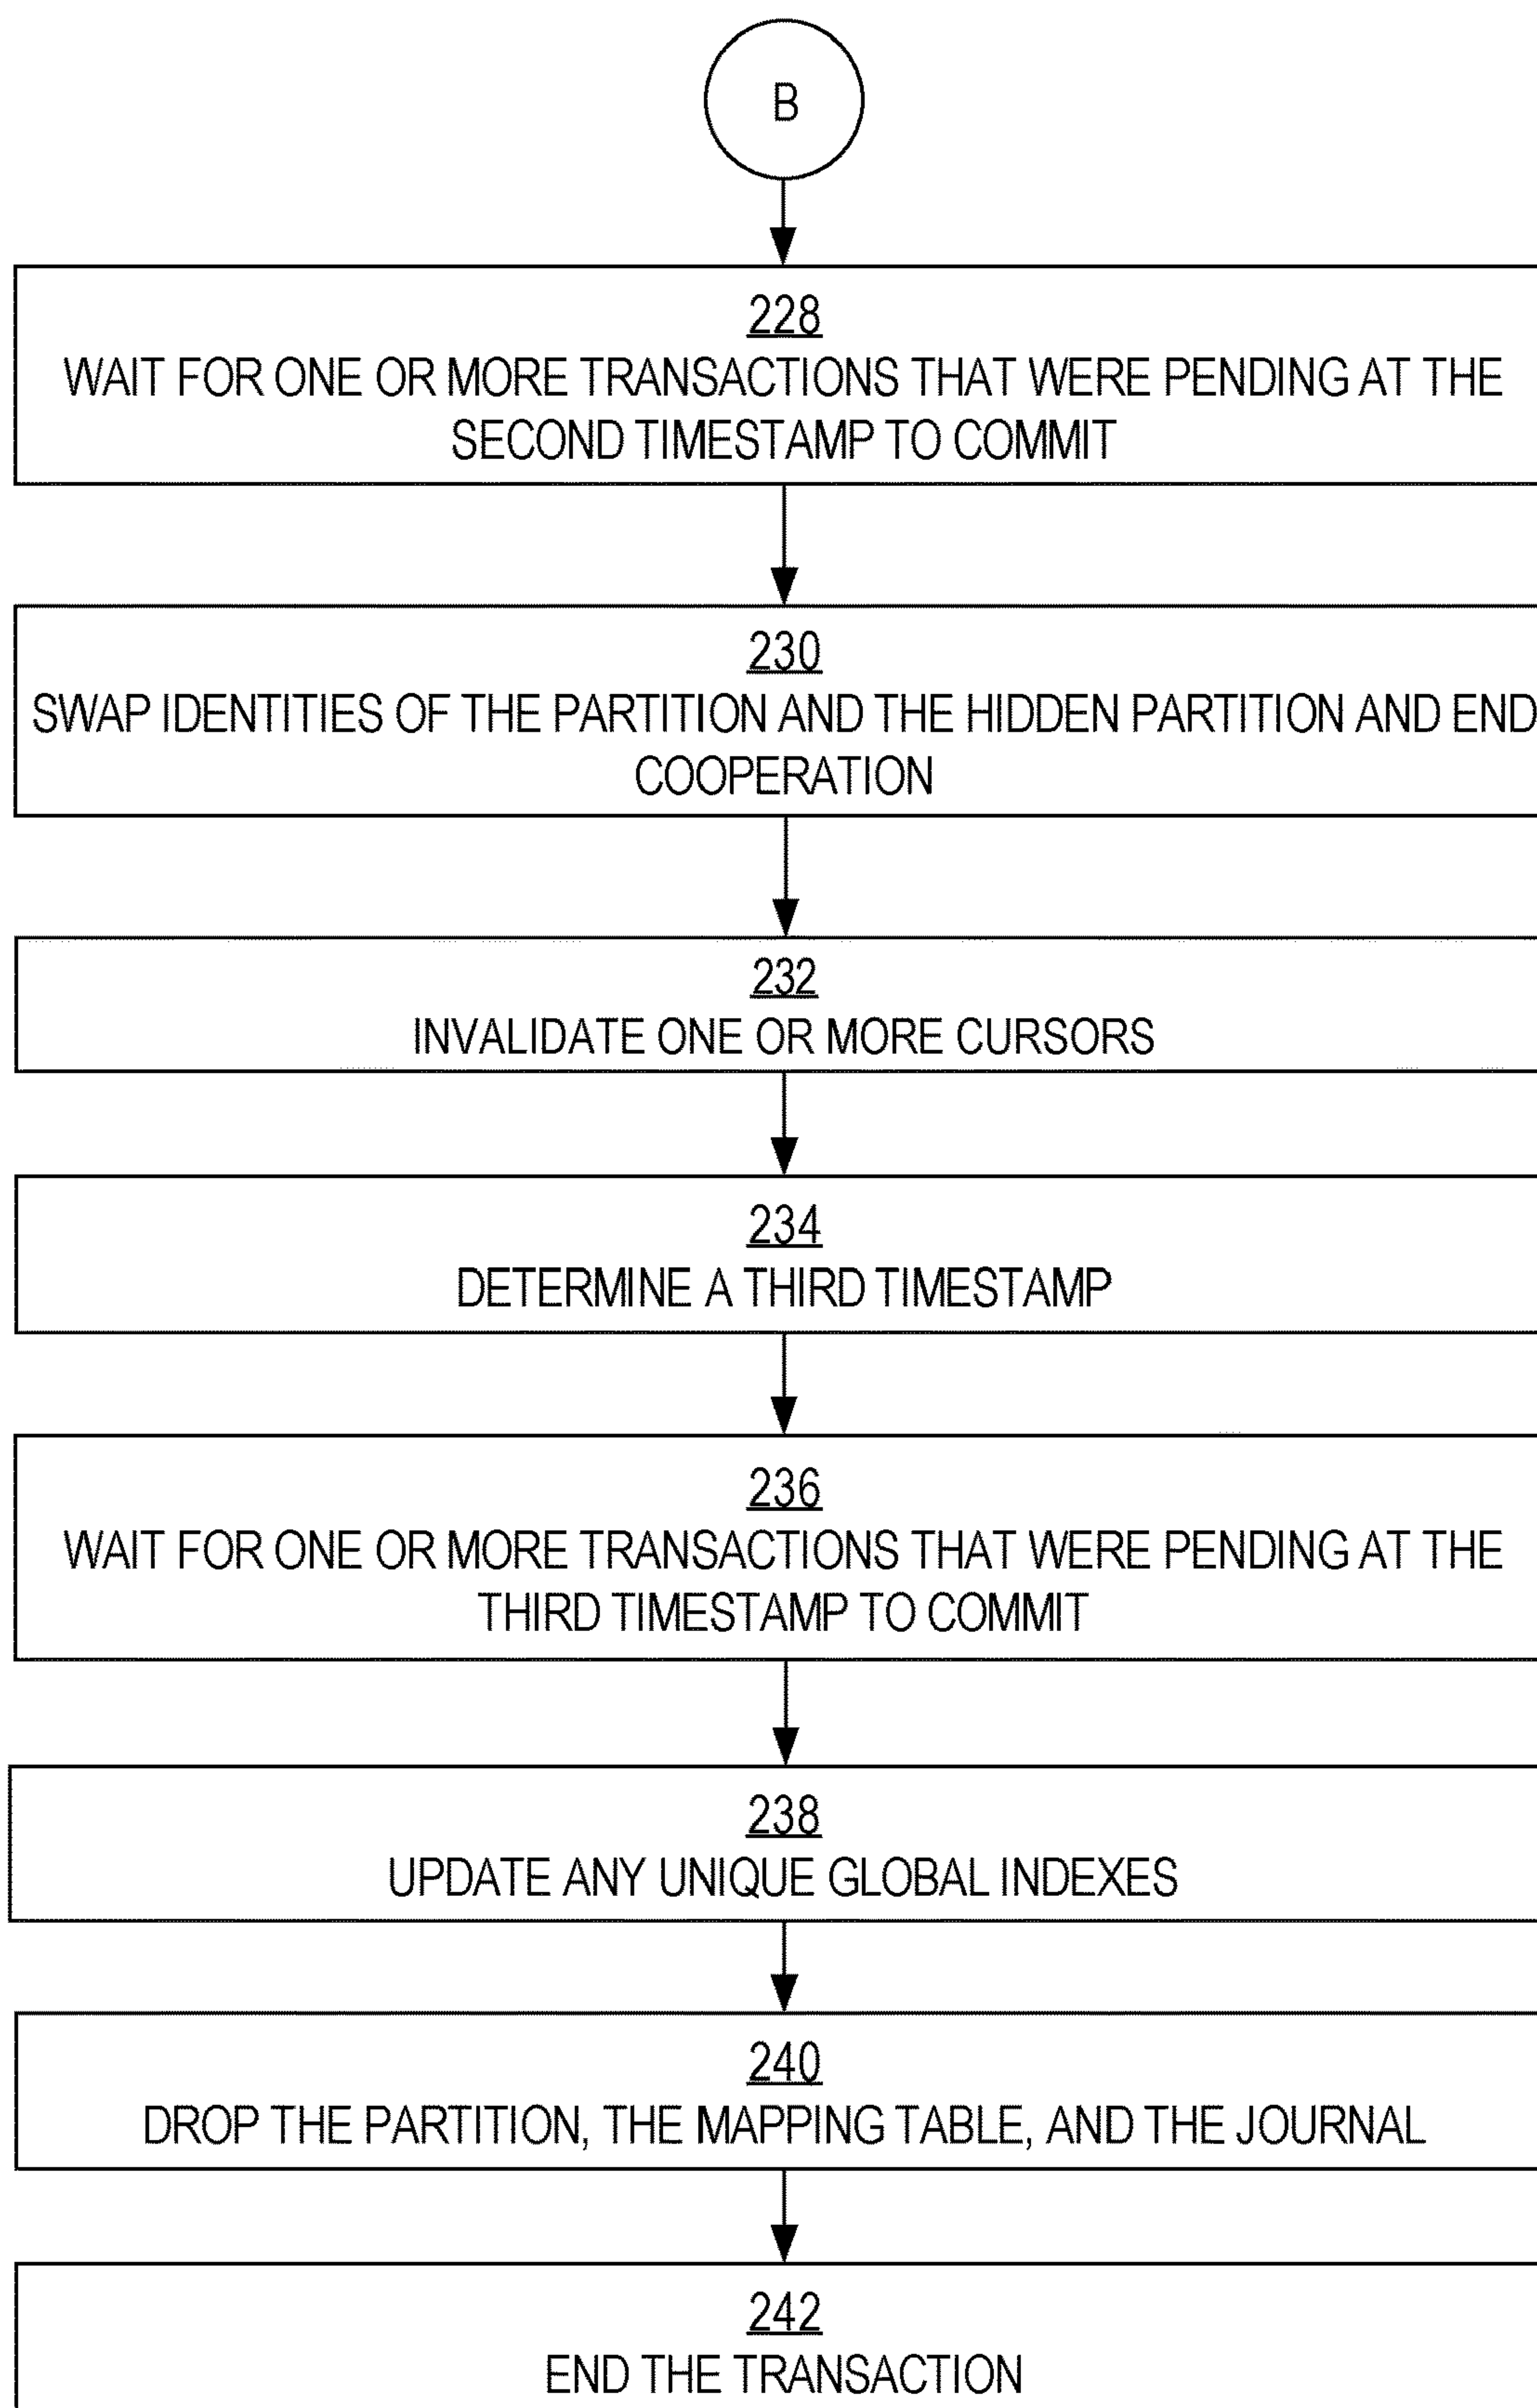 B
228
WAIT FOR ONE OR MORE TRANSACTIONS THAT WERE PENDING AT THE
SECOND TIMESTAMP TO COMMIT
230
SWAP IDENTITIES OF THE PARTITION AND THE HIDDEN PARTITION AND END
COOPERATION
232
INVALIDATE ONE OR MORE CURSORS
234
DETERMINE A THIRD TIMESTAMP
236
WAIT FOR ONE OR MORE TRANSACTIONS THAT WERE PENDING AT THE
THIRD TIMESTAMP TO COMMIT
238
UPDATE ANY UNIQUE GLOBAL INDEXES
240
DROP THE PARTITION, THE MAPPING TABLE, AND THE JOURNAL
242
END THE TRANSACTION